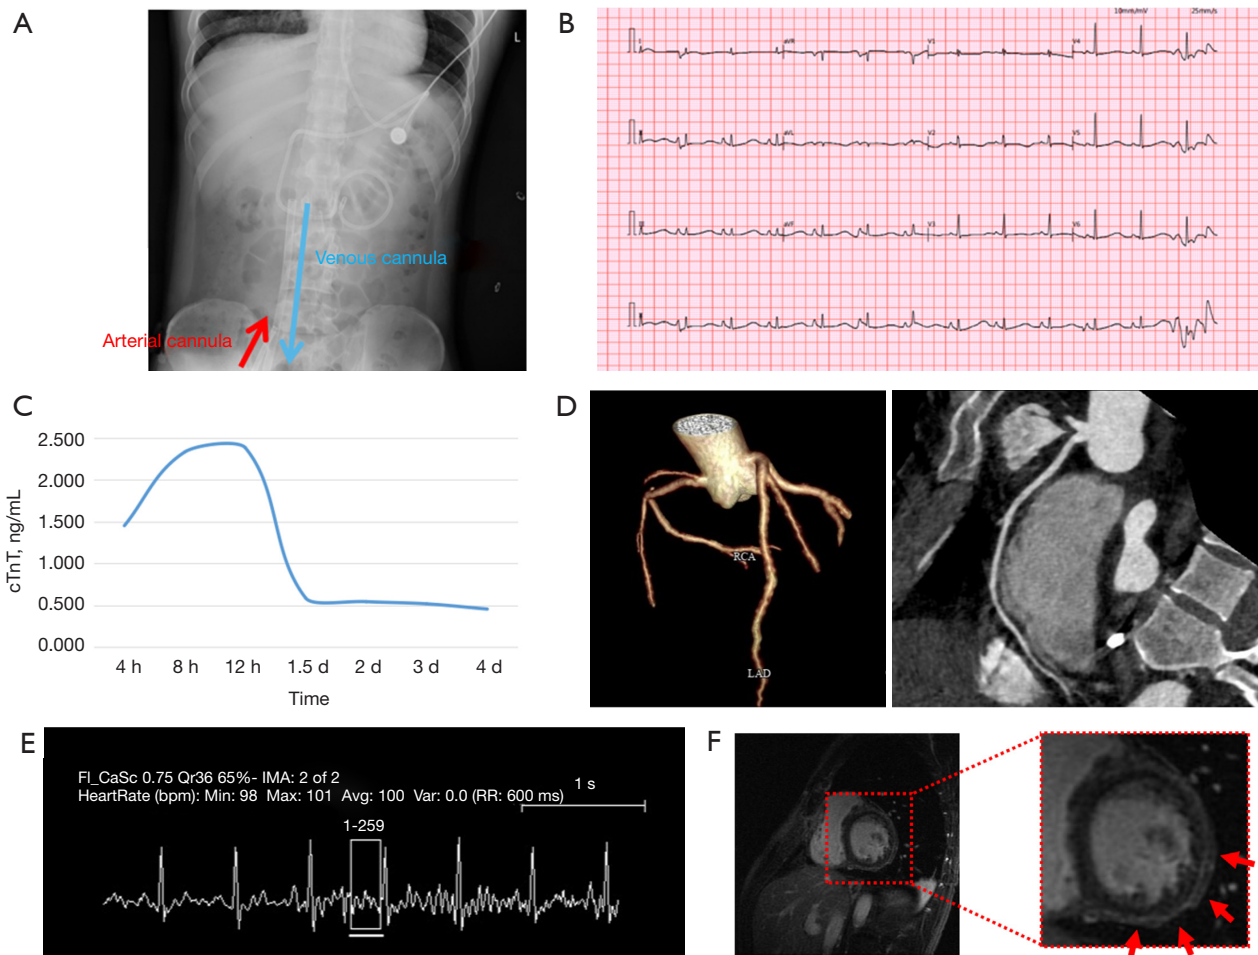 A
L
Venous cannula
Arterial cannula
B
10mm/mV 25mm/s
I aVR V1 V4
aVL V2 V5
III aVF V3 V6
C
2.500
2.000
1.500
1.000
0.500
0.000
cTnT, ng/mL
4 h 8 h 12 h 1.5 d 2 d 3 d 4 d
Time
D
RCA
LAD
E
FI_CaSc 0.75 Qr36 65%- IMA: 2 of 2
HeartRate (bpm): Min: 98 Max: 101 Avg: 100 Var: 0.0 (RR: 600 ms)
1 s
1-259
F